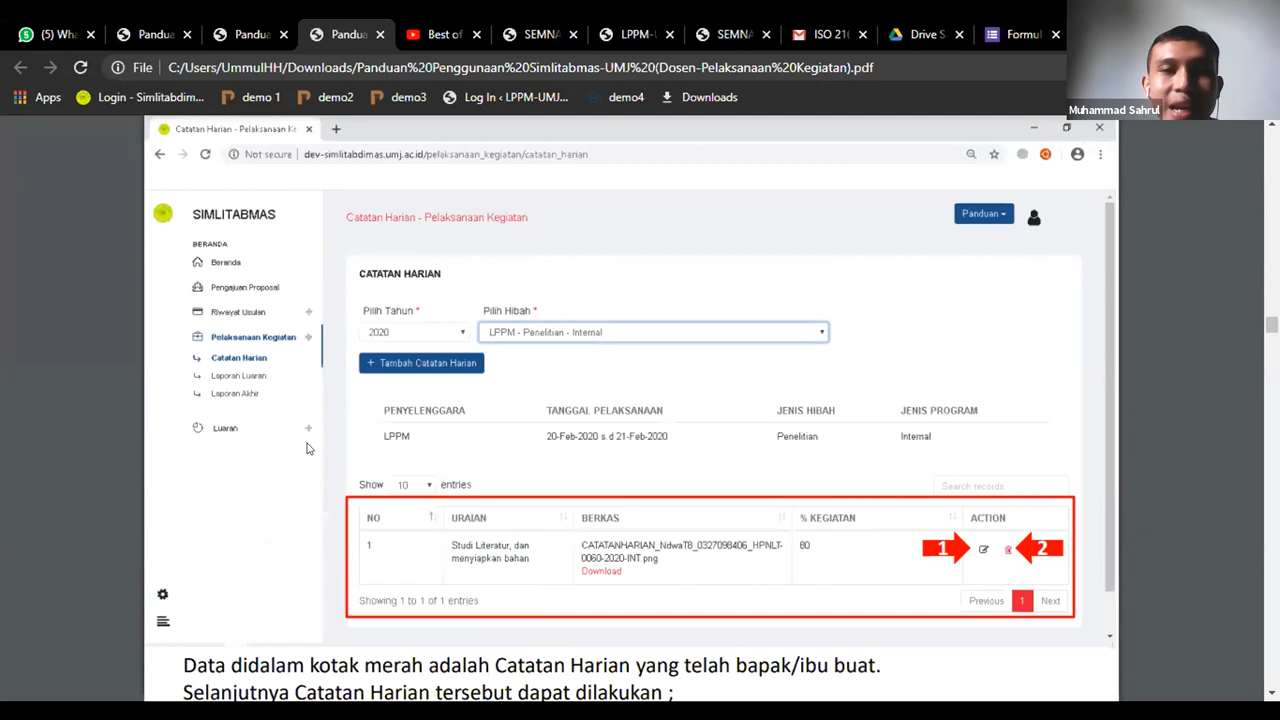 (5) Wha
Pandua
Pandua
Pandua
Best of
SEMNA
LPPM-U
SEMNA
ISO 210
Drive S
Formul
File C:/Users/UmmulHH/Downloads/Panduan%20Penggunaan%20Simlitabmas-UMJ%20(Dosen-Pelaksanaan%20Kegiatan).pdf
Apps
Login - Simlitabdim...
demo 1
demo2
demo3
Log In ‹ LPPM-UMJ...
demo4
Downloads
Muhammad Sahrul
Catatan Harian - Pelaksanaan Ke
Not secure dev-simlitabdimas.umj.ac.id/pelaksanaan_kegiatan/catatan_harian
SIMLITABMAS
Catatan Harian - Pelaksanaan Kegiatan
Panduan
BERANDA
Beranda
Pengajuan Proposal
Riwayat Usulan
Pelaksanaan Kegiatan
Catatan Harian
Laporan Luaran
Laporan Akhir
Luaran
CATATAN HARIAN
Pilih Tahun *
Pilih Hibah *
2020
LPPM - Penelitian - Internal
+ Tambah Catatan Harian
PENYELENGGARA TANGGAL PELAKSANAAN JENIS HIBAH JENIS PROGRAM
LPPM 20-Feb-2020 s.d 21-Feb-2020 Penelitian Internal
Show 10 entries
Search records
NO URAIAN BERKAS % KEGIATAN ACTION
1 Studi Literatur, dan CATATANHARIAN_NdwaT8_0327098406_HPNLT- 80 1 2
menyiapkan bahan 0060-2020-INT.png
Download
Showing 1 to 1 of 1 entries
Previous 1 Next
Data didalam kotak merah adalah Catatan Harian yang telah bapak/ibu buat.
Selanjutnya Catatan Harian tersebut dapat dilakukan ;